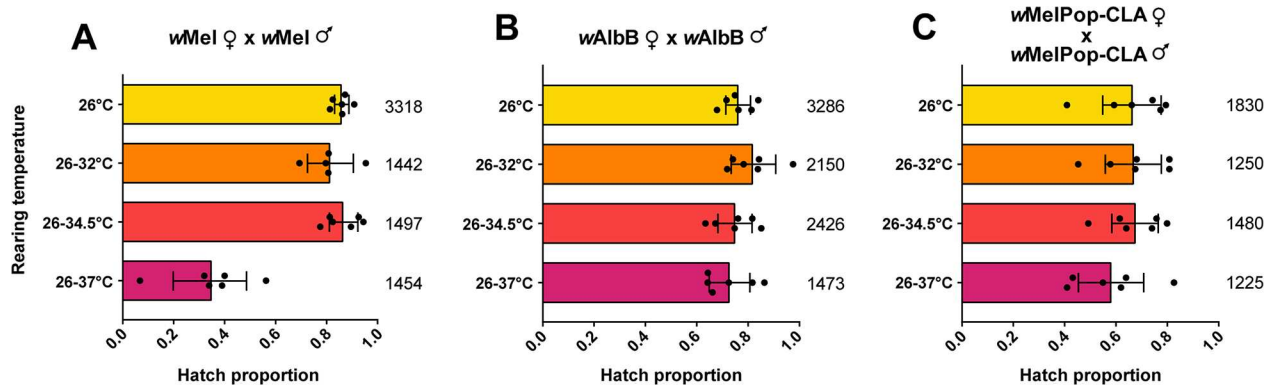 A
wMel ♀ x wMel ♂
Rearing temperature
26°C
3318
26-32°C
1442
26-34.5°C
1497
26-37°C
1454
0.0 0.2 0.4 0.6 0.8 1.0
Hatch proportion
B
wAlbB ♀ x wAlbB ♂
26°C
3286
26-32°C
2150
26-34.5°C
2426
26-37°C
1473
0.0 0.2 0.4 0.6 0.8 1.0
Hatch proportion
C
wMelPop-CLA ♀
x
wMelPop-CLA ♂
26°C
1830
26-32°C
1250
26-34.5°C
1480
26-37°C
1225
0.0 0.2 0.4 0.6 0.8 1.0
Hatch proportion